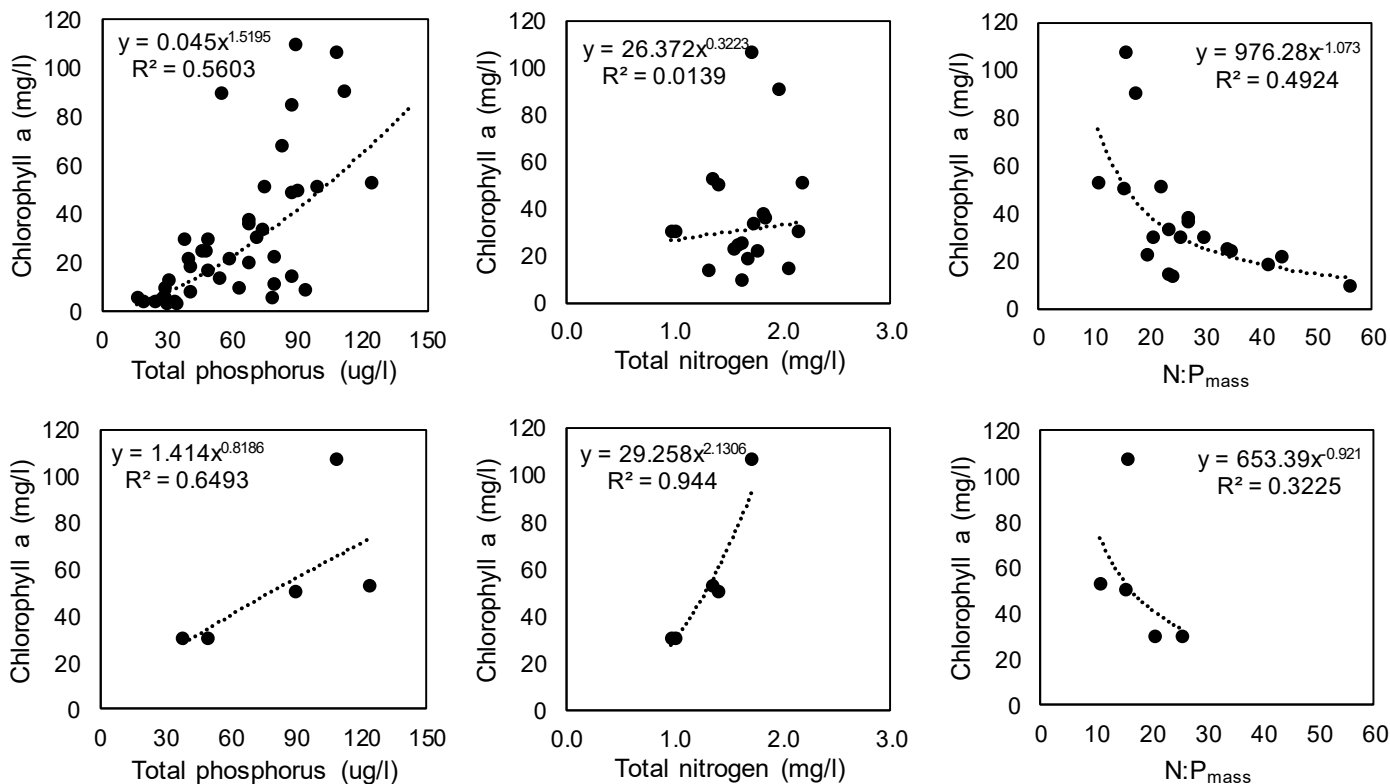 Chlorophyll a (mg/l)
120
100
80
60
40
20
0
y = 0.045x^1.5195
R² = 0.5603
0 30 60 90 120 150
Total phosphorus (ug/l)
Chlorophyll a (mg/l)
120
100
80
60
40
20
0
y = 26.372x^0.3223
R² = 0.0139
0.0 1.0 2.0 3.0
Total nitrogen (mg/l)
Chlorophyll a (mg/l)
120
100
80
60
40
20
0
y = 976.28x^-1.073
R² = 0.4924
0 10 20 30 40 50 60
N:Pmass
Chlorophyll a (mg/l)
120
100
80
60
40
20
0
y = 1.414x^0.8186
R² = 0.6493
0 30 60 90 120 150
Total phosphorus (ug/l)
Chlorophyll a (mg/l)
120
100
80
60
40
20
0
y = 29.258x^2.1306
R² = 0.944
0.0 1.0 2.0 3.0
Total nitrogen (mg/l)
Chlorophyll a (mg/l)
120
100
80
60
40
20
0
y = 653.39x^-0.921
R² = 0.3225
0 10 20 30 40 50 60
N:Pmass